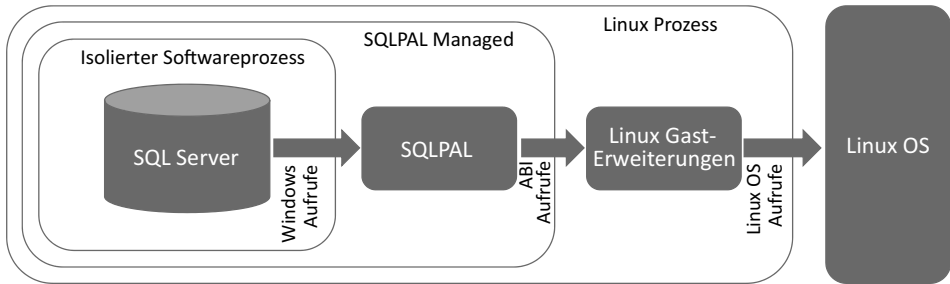 Linux Prozess
SQLPAL Managed
Isolierter Softwareprozess
SQL Server
Windows
Aufrufe
SQLPAL
ABI
Aufrufe
Linux Gast-
Erweiterungen
Linux OS
Aufrufe
Linux OS